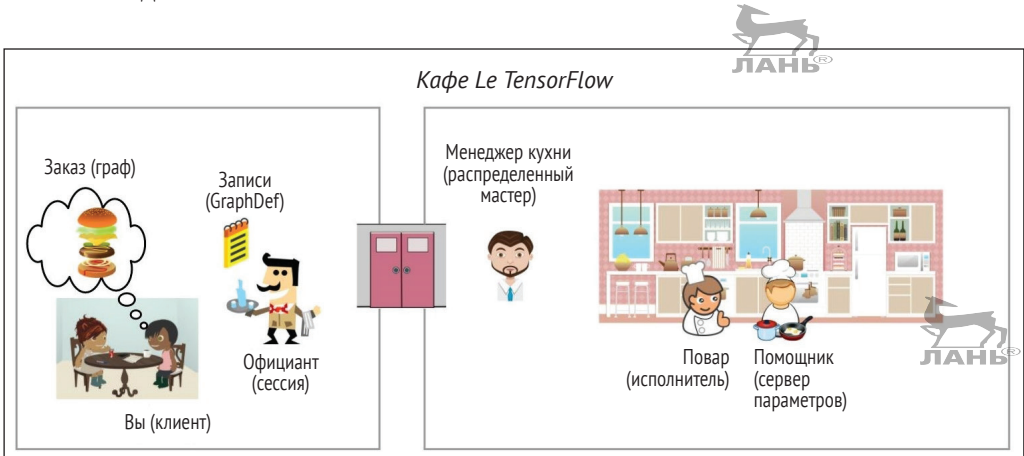 ЛАНЬ®
Кафе Le TensorFlow
Заказ (граф)
Записи
(GraphDef)
Официант
(сессия)
Вы (клиент)
Менеджер кухни
(распределенный
мастер)
Повар
(исполнитель)
Помощник
(сервер
параметров)
ЛАНЬ®